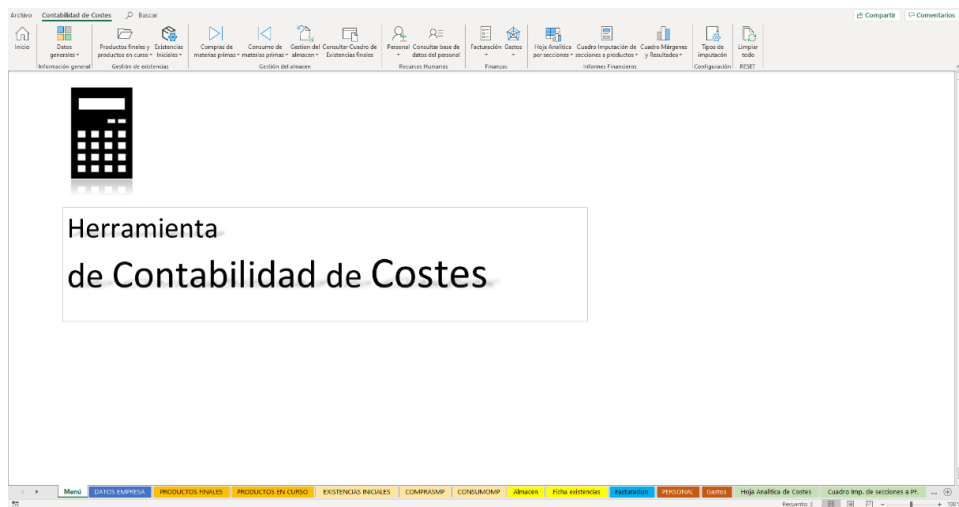 Archivo Contabilidad de Costes Buscar Compartir Comentarios
Inicio Datos generales Productos finales y productos en curso Existencias Iniciales Compras de materias primas Consumo de materias primas Gestion del almacen Consultar Cuadro de Existencias finales Personal Consultar base de datos del personal Facturación Gastos Hoja Analítica por secciones Cuadro Imputación de secciones a productos Cuadro Márgenes y Resultados Tipos de imputación Limpiar todo
Información general Gestión de existencias Gestión del almacen Recursos Humanos Finanzas Informes Financieros Configuración RESET
Herramienta
de Contabilidad de Costes
Menú DATOS EMPRESA PRODUCTOS FINALES PRODUCTOS EN CURSO EXISTENCIAS INICIALES COMPRASMP CONSUMOMP Almacen Ficha existencias Facturacion PERSONAL Gastos Hoja Analítica de Costes Cuadro Imp. de secciones a PF. ...
Recuento: 3